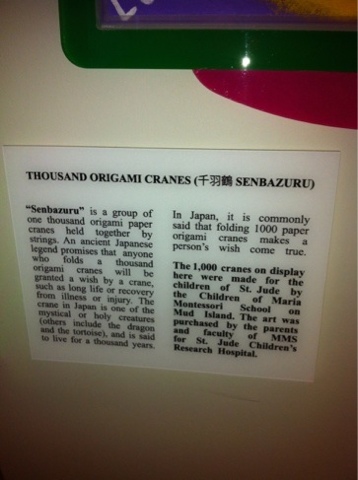 THOUSAND ORIGAMI CRANES (千羽鶴 SENBAZURU)
"Senbazuru" is a group of
one thousand origami paper
cranes held together by
strings. An ancient Japanese
legend promises that anyone
who folds a thousand
origami cranes will be
granted a wish by a crane,
such as long life or recovery
from illness or injury. The
crane in Japan is one of the
mystical or holy creatures
(others include the dragon
and the tortoise), and is said
to live for a thousand years.
In Japan, it is commonly
said that folding 1000 paper
origami cranes makes a
person's wish come true.
The 1,000 cranes on display
here were made for the
children of St. Jude by
the Children of Maria
Montessori School on
Mud Island. The art was
purchased by the parents
and faculty of MMS
for St. Jude Children's
Research Hospital.